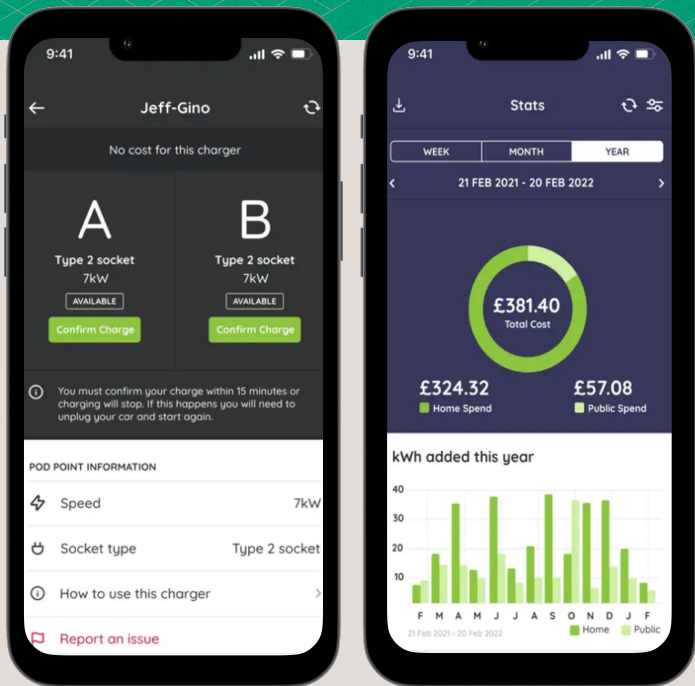 9:41
Jeff-Gino
No cost for this charger
A
B
Type 2 socket
Type 2 socket
7kW
7kW
AVAILABLE
AVAILABLE
Confirm Charge
Confirm Charge
You must confirm your charge within 15 minutes or
charging will stop. If this happens you will need to
unplug your car and start again.
POD POINT INFORMATION
Speed 7kW
Socket type Type 2 socket
How to use this charger
Report an issue
9:41
Stats
WEEK MONTH YEAR
21 FEB 2021 - 20 FEB 2022
£381.40
Total Cost
£324.32 £57.08
Home Spend Public Spend
kWh added this year
40
30
20
10
F M A M J J A S O N D J F
21 Feb 2021 - 20 Feb 2022 Home Public